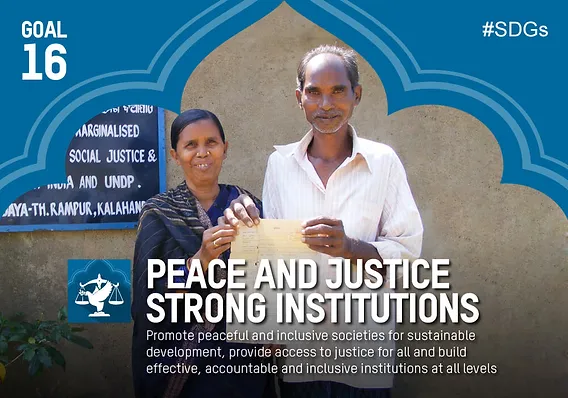 GOAL
16
#SDGs
MARGINALISED
SOCIAL JUSTICE &
INDIA AND UNDP.
TH.RAMPUR, KALAHAND
PEACE AND JUSTICE
STRONG INSTITUTIONS
Promote peaceful and inclusive societies for sustainable
development, provide access to justice for all and build
effective, accountable and inclusive institutions at all levels